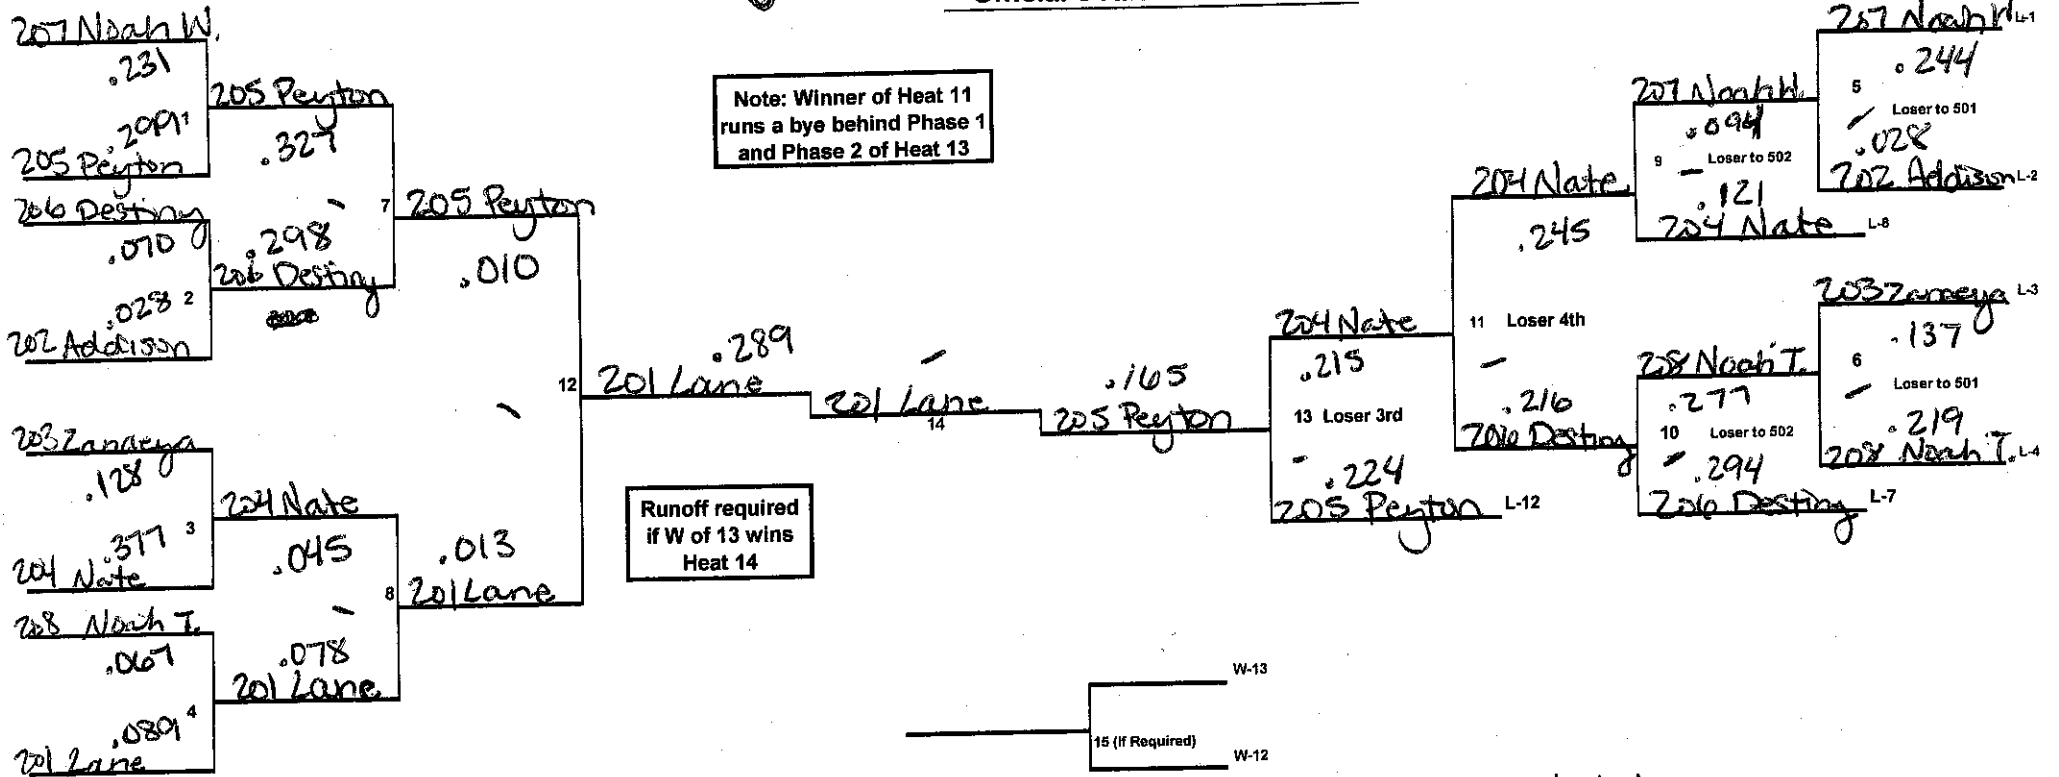 207 Noah W.
.231
205 Peyton
1
205 Peyton
.327
206 Destiny
.070
.298
7
205 Peyton
206 Destiny
.028 2
202 Addison
.010
Note: Winner of Heat 11
runs a bye behind Phase 1
and Phase 2 of Heat 13
203 Zanaeya
.128
204 Nate
.377 3
204 Nate
.045
.013
8
201 Lane
208 Noah T.
.067
.078
201 Lane
.089 4
201 Lane
12
.289
201 Lane
201 Lane
14
.165
205 Peyton
Runoff required
if W of 13 wins
Heat 14
204 Nate
.215
13 Loser 3rd
.224
205 Peyton L-12
204 Nate
.245
11 Loser 4th
.216
206 Destiny
207 Noah W.
.094
9 Loser to 502
.121
204 Nate L-8
207 Noah W. L-1
.244
5
Loser to 501
.028
202 Addison L-2
208 Noah T.
.277
10 Loser to 502
.294
206 Destiny L-7
203 Zanaeya L-3
.137
6
Loser to 501
.219
208 Noah T. L-4
W-13
15 (If Required)
W-12